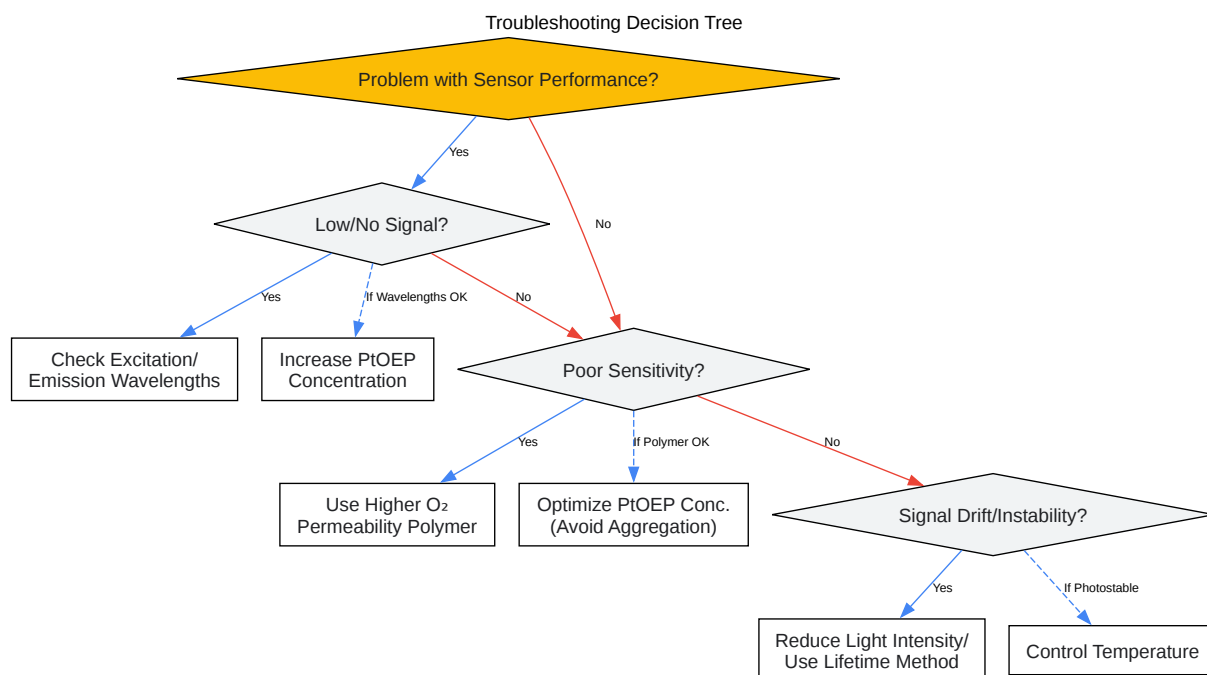 Troubleshooting Decision Tree
Problem with Sensor Performance?
Yes
No
Low/No Signal?
Yes
If Wavelengths OK
No
Check Excitation/
Emission Wavelengths
Increase PtOEP
Concentration
Poor Sensitivity?
Yes
If Polymer OK
No
Use Higher O₂
Permeability Polymer
Optimize PtOEP Conc.
(Avoid Aggregation)
Signal Drift/Instability?
Yes
If Photostable
Reduce Light Intensity/
Use Lifetime Method
Control Temperature